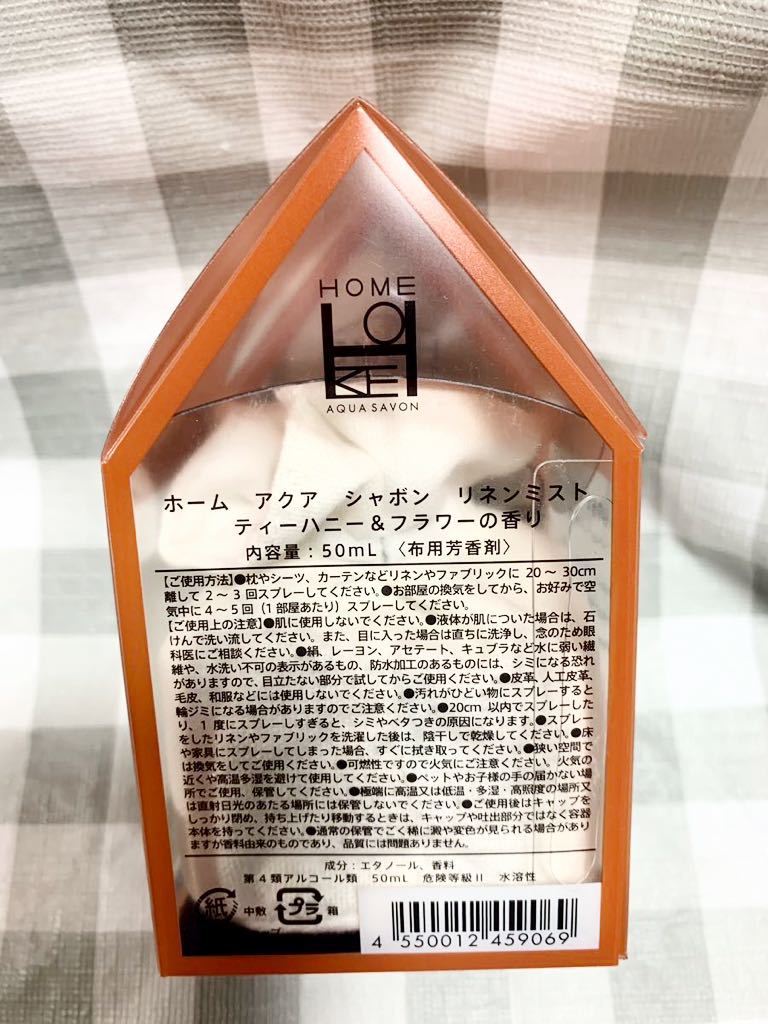 HOME
AQUA SAVON
ホーム アクア シャボン リネンミスト
ティーハニー＆フラワーの香り
内容量：50mL 〈布用芳香剤〉
【ご使用方法】●枕やシーツ、カーテンなどリネンやファブリックに 20～30cm
離して 2～3 回スプレーしてください。●お部屋の換気をしてから、お好みで空
気中に 4～5回（1部屋あたり）スプレーしてください。
【ご使用上の注意】●肌に使用しないでください。●液体が肌についた場合は、石
けんで洗い流してください。また、目に入った場合は直ちに洗浄し、念のため眼
科医にご相談ください。●絹、レーヨン、アセテート、キュプラなど水に弱い繊
維や、水洗い不可の表示があるもの、防水加工のあるものには、シミになる恐れ
がありますので、目立たない部分で試してからご使用ください。●皮革、人工皮革、
毛皮、和服などには使用しないでください。●汚れがひどい物にスプレーすると
輪ジミになる場合がありますのでご注意ください。●20cm 以内でスプレーした
り、1 度にスプレーしすぎると、シミやベタつきの原因になります。●スプレー
をしたリネンやファブリックを洗濯した後は、陰干しで乾燥してください。●床
や家具にスプレーしてしまった場合、すぐに拭き取ってください。●狭い空間で
は換気をしてご使用ください。●可燃性ですので火気にご注意ください。火気の
近くや高温多湿を避けて使用してください。●ペットやお子様の手の届かない場
所でご使用、保管してください。●極端に高温又は低温・多湿・高照度の場所又
は直射日光のあたる場所には保管しないでください。●ご使用後はキャップを
しっかり閉め、持ち上げたり移動するときは、キャップや吐出部分ではなく容器
本体を持ってください。●通常の保管でごく稀に澱や変色が見られる場合があり
ますが香料由来のものであり、品質には問題ありません。
成分：エタノール、香料
第4類アルコール類 50mL 危険等級Ⅱ 水溶性
紙 中敷 プラ 箱
4 550012 459069